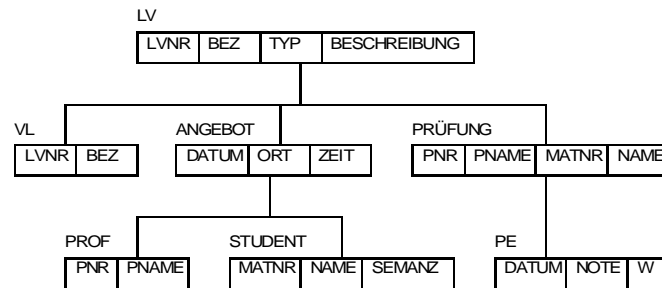 LV
LVNR BEZ TYP BESCHREIBUNG
VL ANGEBOT PRÜFUNG
LVNR BEZ DATUM ORT ZEIT PNR PNAME MATNR NAME
PROF STUDENT PE
PNR PNAME MATNR NAME SEMANZ DATUM NOTE W